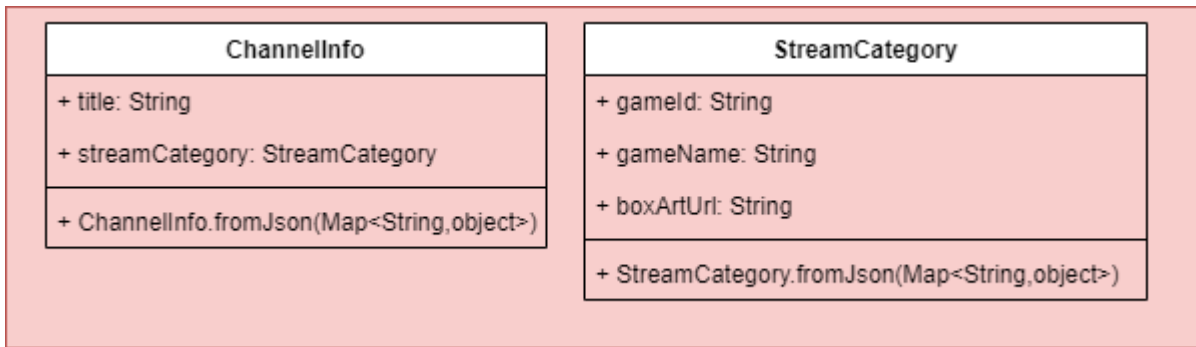 ChannelInfo
+ title: String
+ streamCategory: StreamCategory
+ ChannelInfo.fromJson(Map<String,object>)
StreamCategory
+ gameId: String
+ gameName: String
+ boxArtUrl: String
+ StreamCategory.fromJson(Map<String,object>)